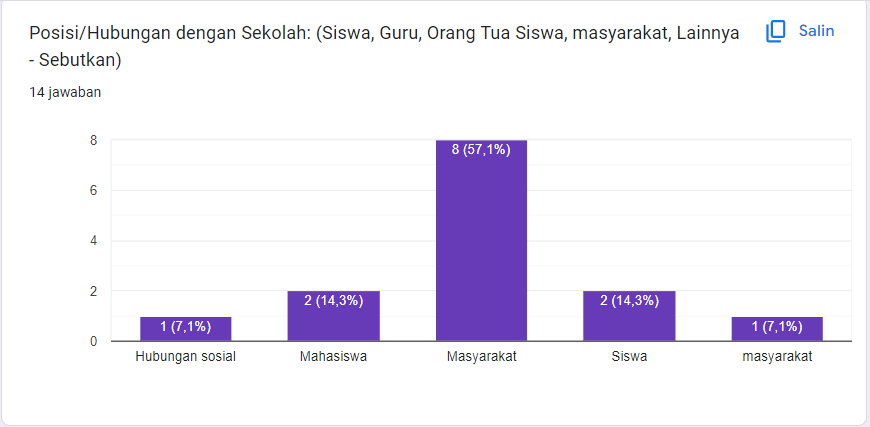 Posisi/Hubungan dengan Sekolah: (Siswa, Guru, Orang Tua Siswa, masyarakat, Lainnya
- Sebutkan)
Salin
14 jawaban
8
6
4
2
0
1 (7,1%)
2 (14,3%)
8 (57,1%)
2 (14,3%)
1 (7,1%)
Hubungan sosial
Mahasiswa
Masyarakat
Siswa
masyarakat